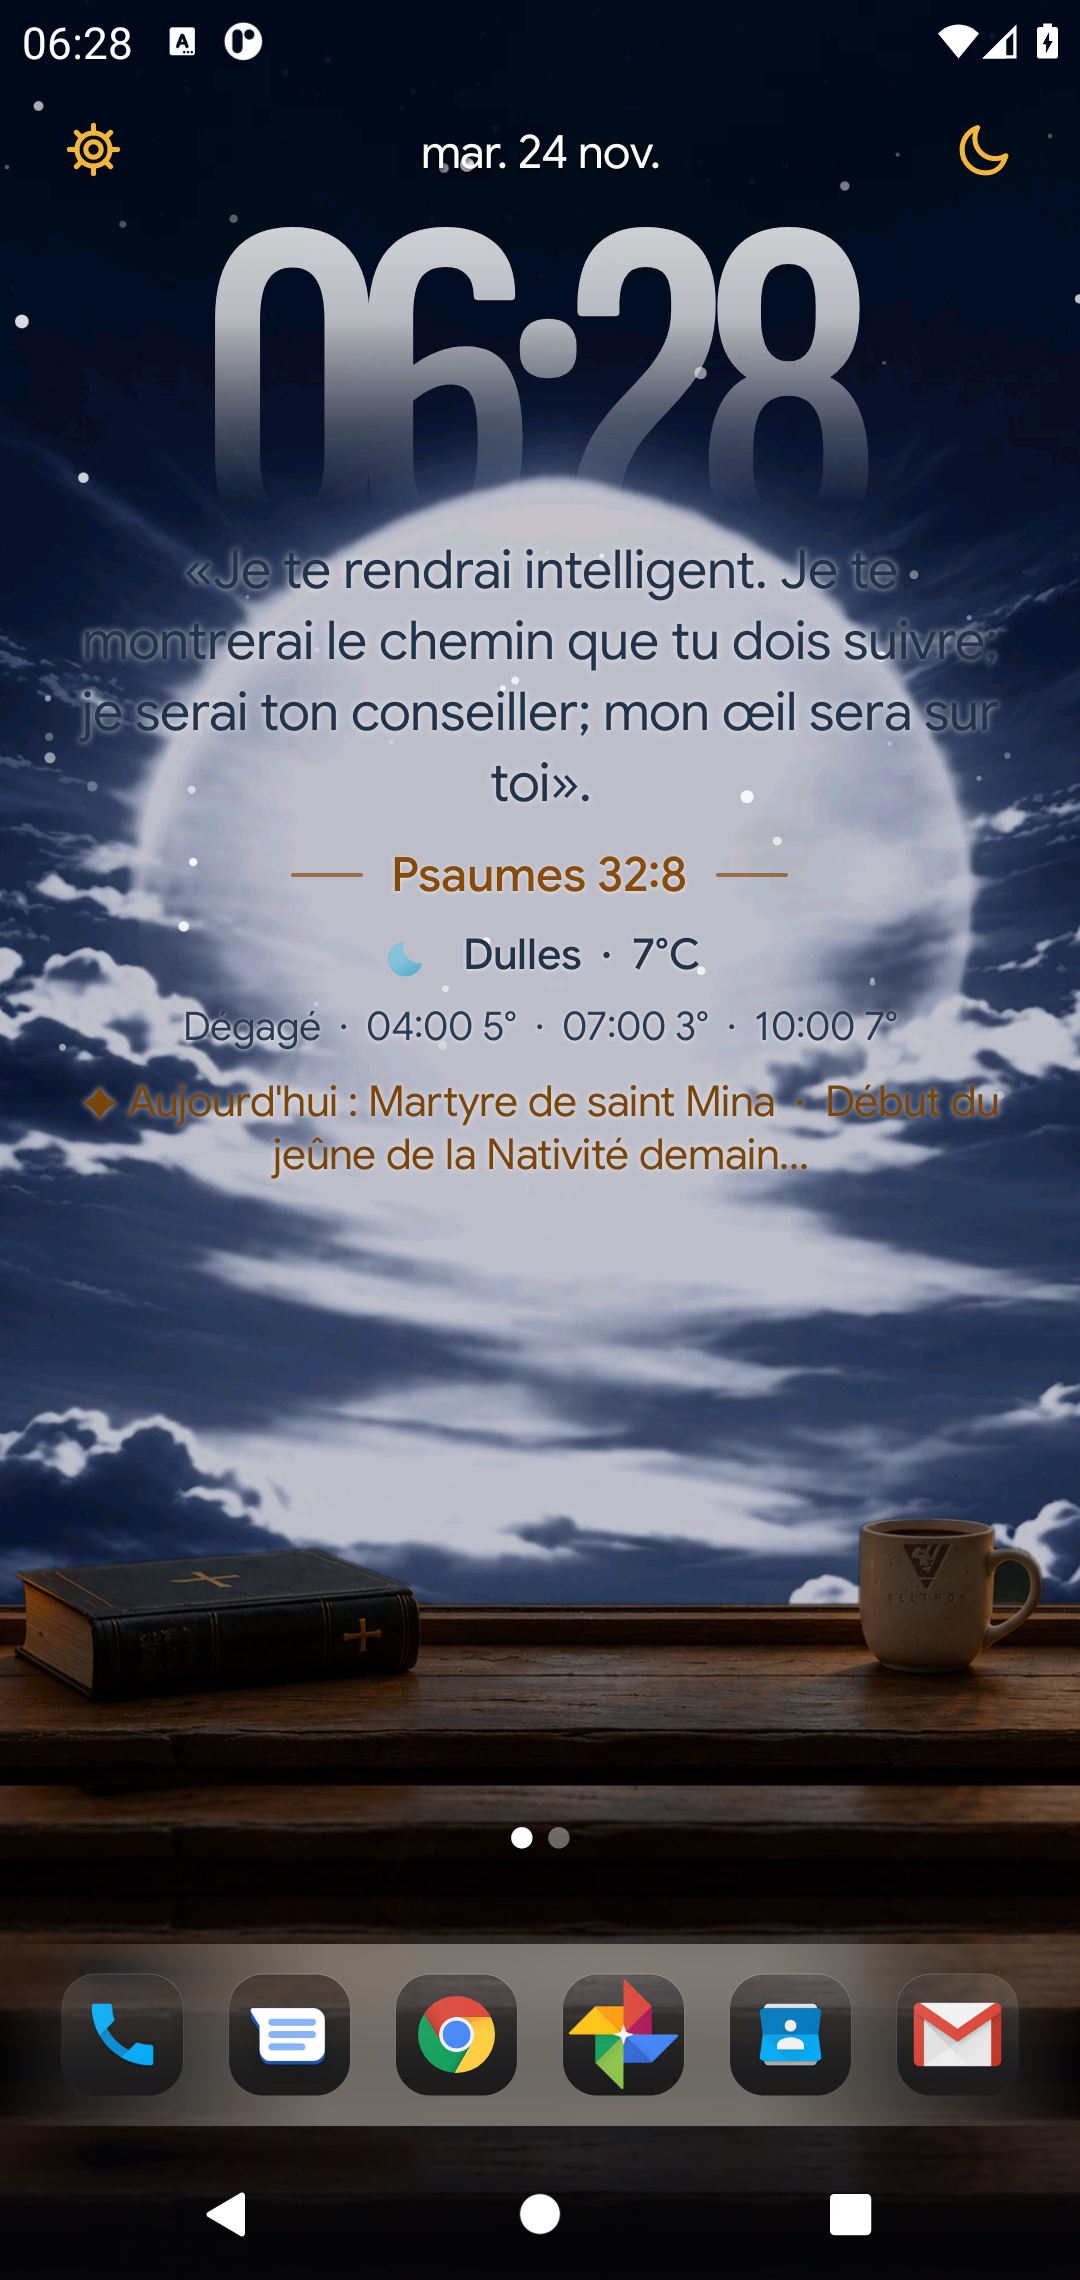 06:28
mar. 24 nov.
06:28
«Je te rendrai intelligent. Je te
montrerai le chemin que tu dois suivre;
je serai ton conseiller; mon œil sera sur
toi».
Psaumes 32:8
Dulles · 7°C
Dégagé · 04:00 5° · 07:00 3° · 10:00 7°
✦ Aujourd'hui : Martyre de saint Mina · Début du
jeûne de la Nativité demain...